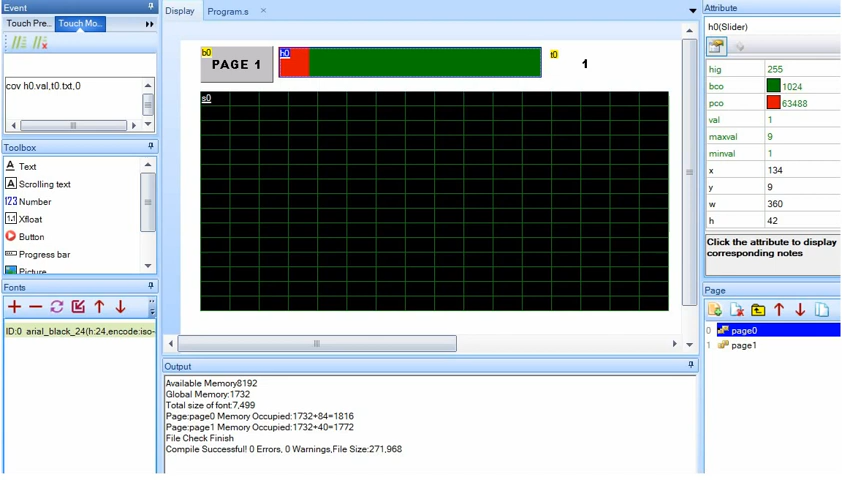 Event
Touch Pre...
Touch Mo...
cov h0.val,t0.txt,0
Toolbox
Text
Scrolling text
Number
Xfloat
Button
Progress bar
Picture
Fonts
ID:0 arial_black_24(h:24,encode:iso-
Display
Program.s
b0
PAGE 1
h0
t0
1
s0
Output
Available Memory8192
Global Memory:1732
Total size of font:7,499
Page:page0 Memory Occupied:1732+84=1816
Page:page1 Memory Occupied:1732+40=1772
File Check Finish
Compile Successful! 0 Errors, 0 Warnings,File Size:271,968
Attribute
h0(Slider)
hig 255
bco 1024
pco 63488
val 1
maxval 9
minval 1
x 134
y 9
w 360
h 42
Click the attribute to display
corresponding notes
Page
0 page0
1 page1